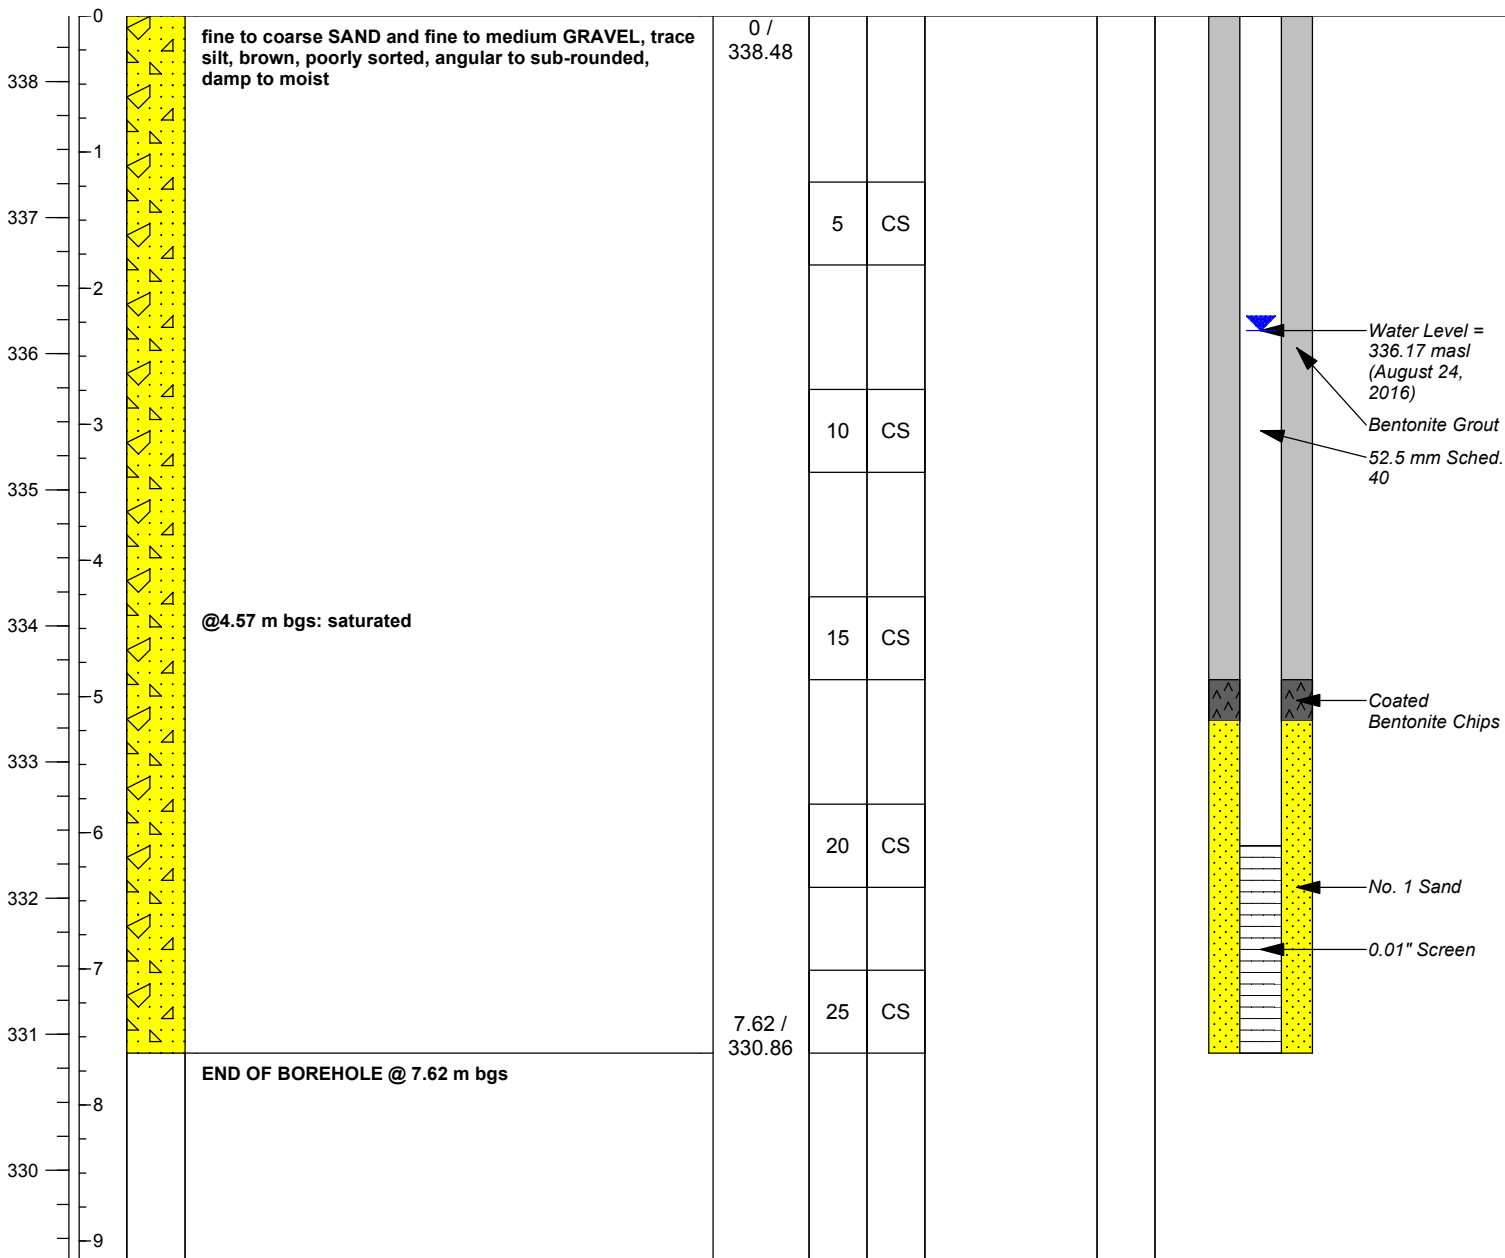 0
fine to coarse SAND and fine to medium GRAVEL, trace
silt, brown, poorly sorted, angular to sub-rounded,
damp to moist
0 /
338.48
338
1
337
5 CS
2
336
Water Level =
336.17 masl
(August 24,
2016)
3
10 CS
Bentonite Grout
52.5 mm Sched.
40
335
4
334
@4.57 m bgs: saturated
15 CS
5
Coated
Bentonite Chips
333
6
20 CS
332
No. 1 Sand
0.01" Screen
7
25 CS
331
7.62 /
330.86
END OF BOREHOLE @ 7.62 m bgs
8
330
9